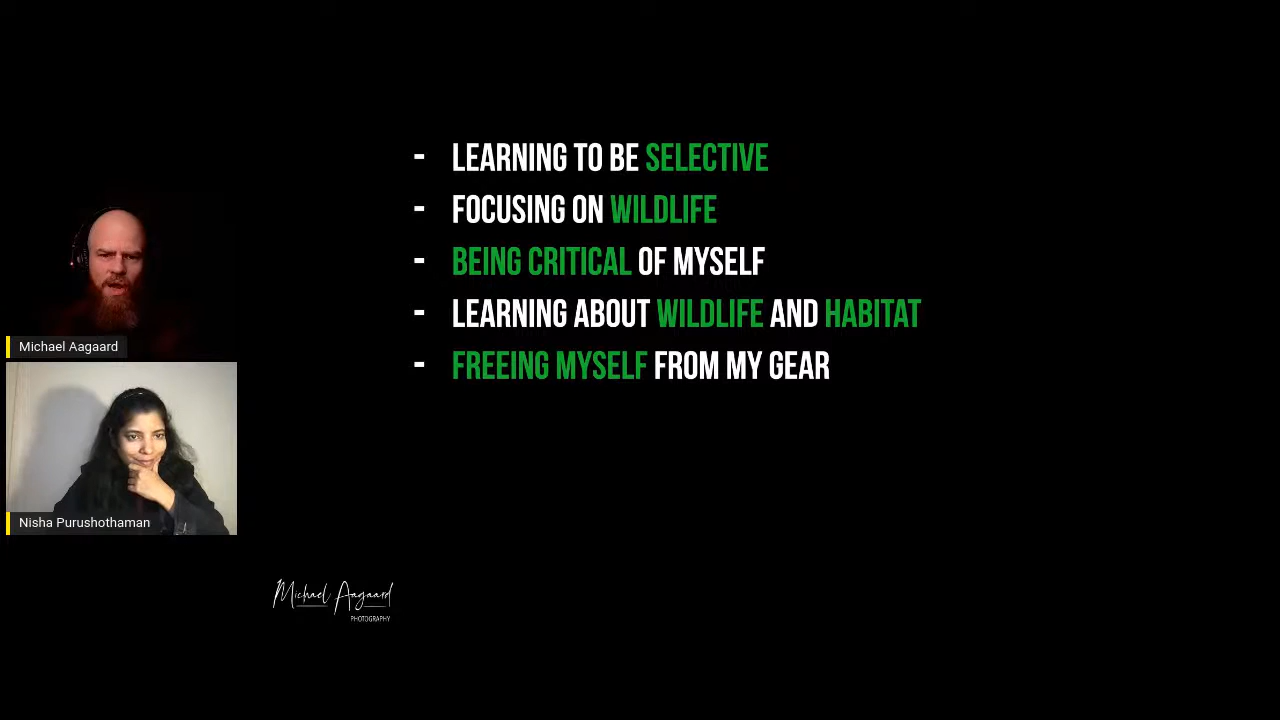 - LEARNING TO BE SELECTIVE
- FOCUSING ON WILDLIFE
- BEING CRITICAL OF MYSELF
- LEARNING ABOUT WILDLIFE AND HABITAT
- FREEING MYSELF FROM MY GEAR
Michael Aagaard
Nisha Purushothaman
Michael Aagaard
PHOTOGRAPHY